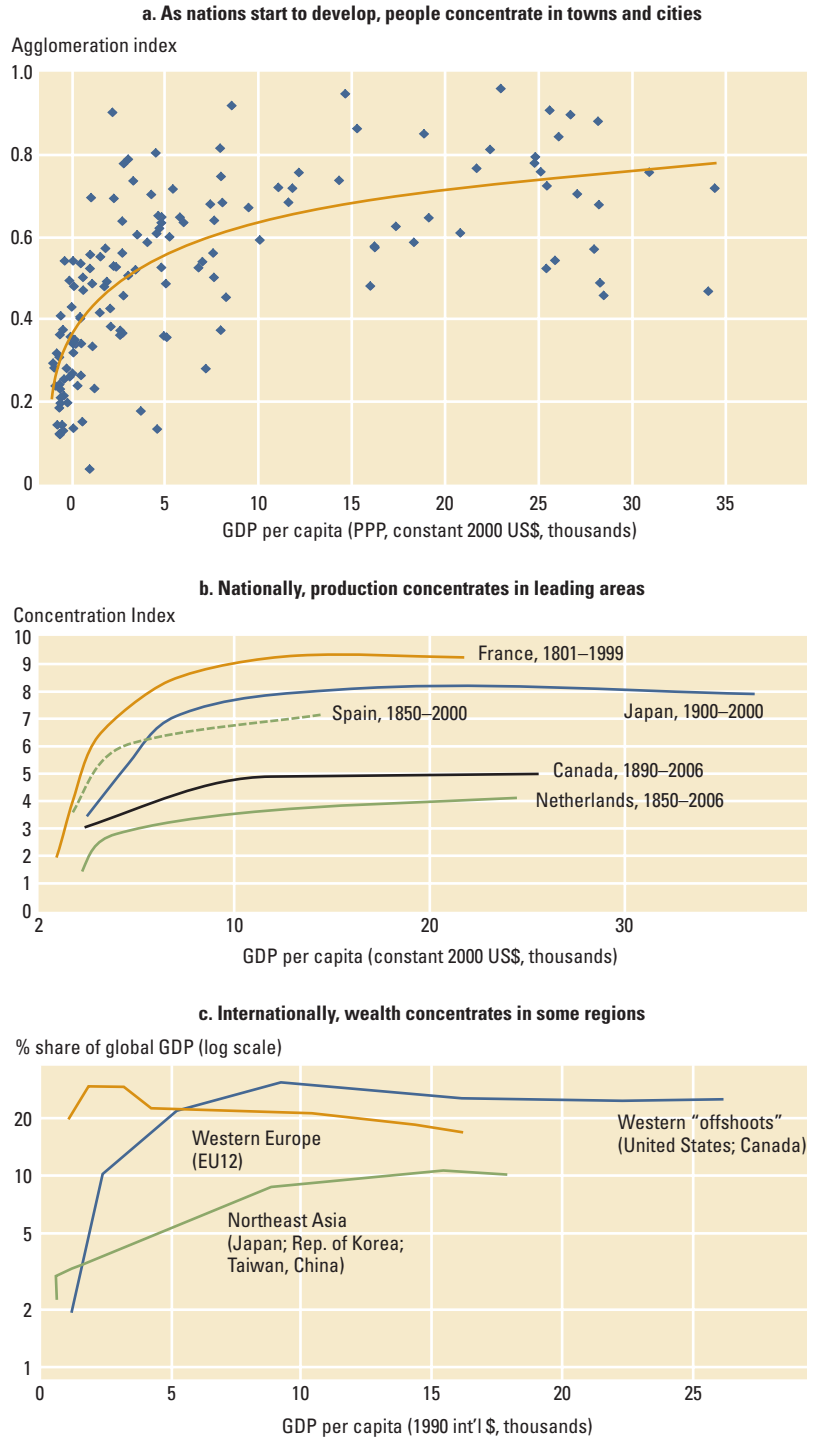 a. As nations start to develop, people concentrate in towns and cities
Agglomeration index
1.0
0.8
0.6
0.4
0.2
0
0 5 10 15 20 25 30 35
GDP per capita (PPP, constant 2000 US$, thousands)
b. Nationally, production concentrates in leading areas
Concentration Index
10
9
8
7
6
5
4
3
2
1
0
France, 1801–1999
Japan, 1900–2000
Spain, 1850–2000
Canada, 1890–2006
Netherlands, 1850–2006
2 10 20 30
GDP per capita (constant 2000 US$, thousands)
c. Internationally, wealth concentrates in some regions
% share of global GDP (log scale)
20
10
5
2
1
Western “offshoots”
(United States; Canada)
Western Europe
(EU12)
Northeast Asia
(Japan; Rep. of Korea;
Taiwan, China)
0 5 10 15 20 25
GDP per capita (1990 int’l $, thousands)